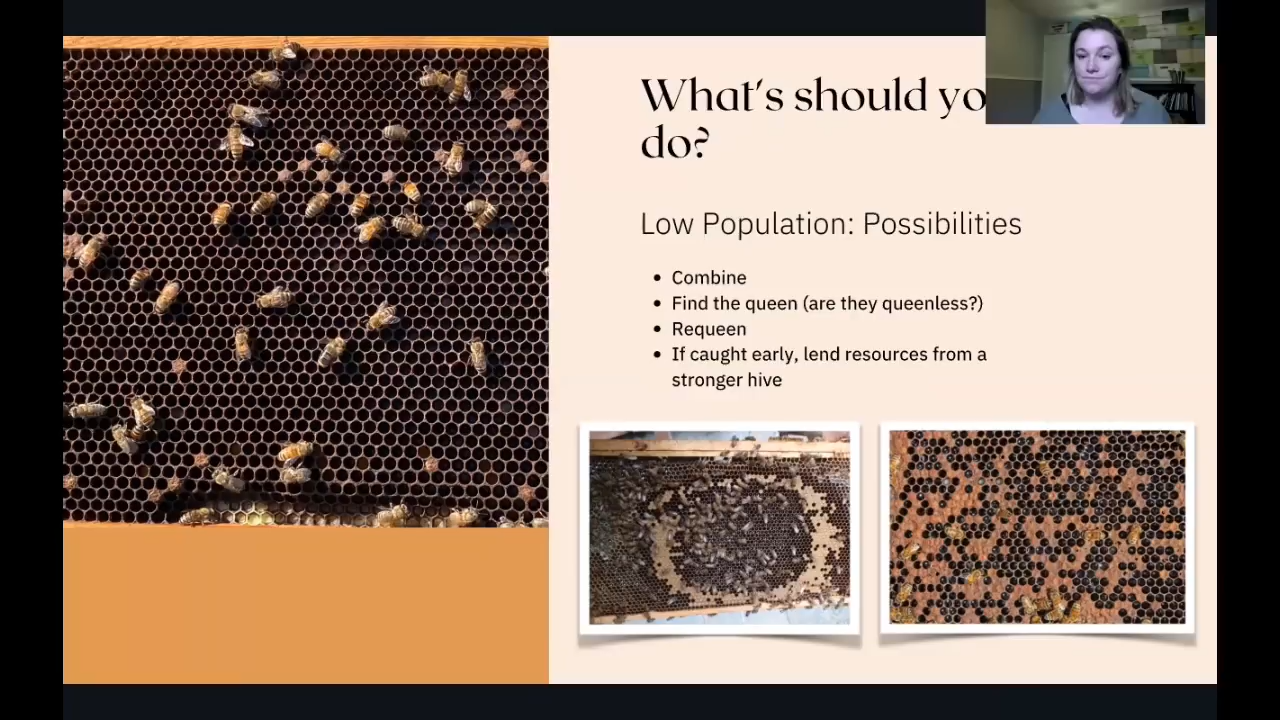 What's should yo
do?
Low Population: Possibilities
• Combine
• Find the queen (are they queenless?)
• Requeen
• If caught early, lend resources from a
stronger hive